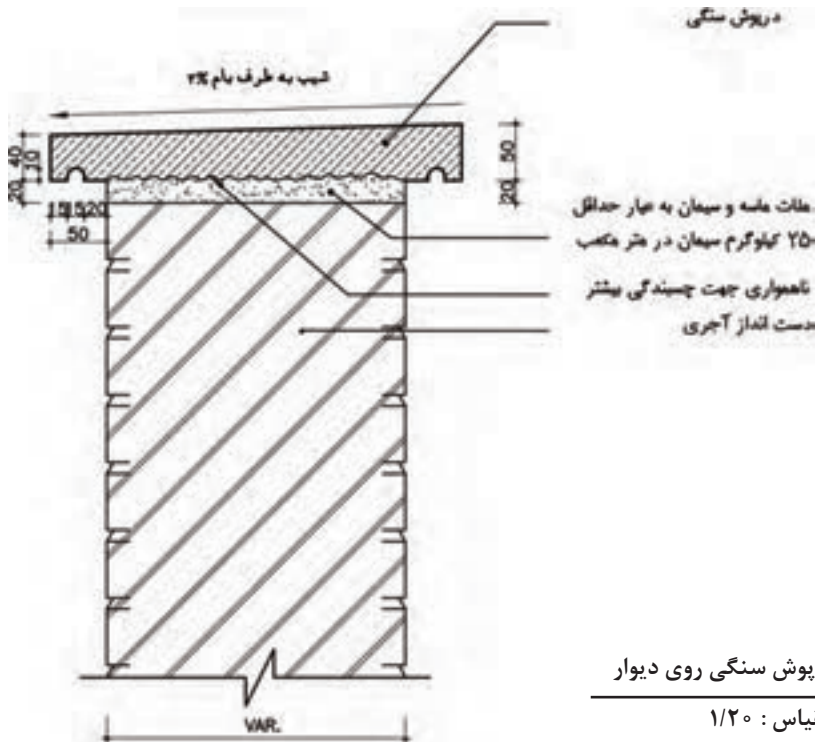 درپوش سنگی
شیب به طرف بام ۲%
40
10
20
50
20
15 15 20
50
ملات ماسه و سیمان به عیار حداقل
۲۵۰ کیلوگرم سیمان در متر مکعب
ناهمواری جهت چسبندگی بیشتر
دست انداز آجری
VAR.
پوش سنگی روی دیوار
یاس : ۱/۲۰